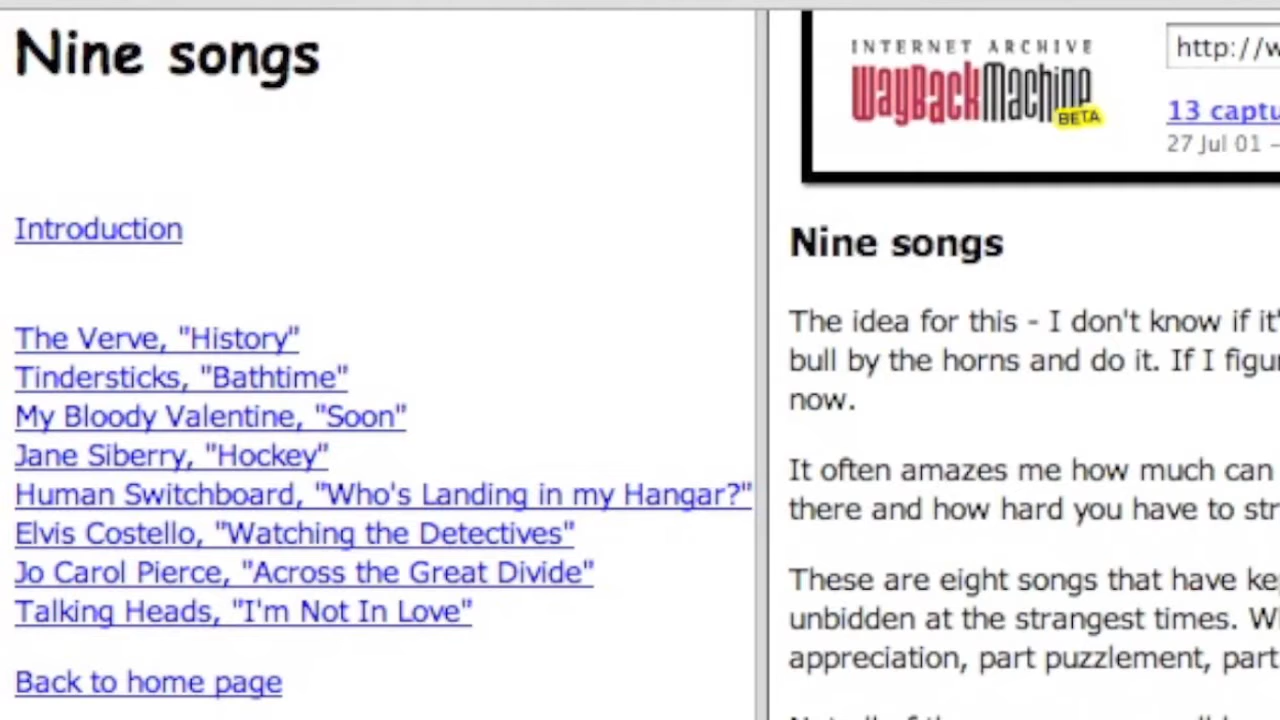 Nine songs
Introduction
The Verve, "History"
Tindersticks, "Bathtime"
My Bloody Valentine, "Soon"
Jane Siberry, "Hockey"
Human Switchboard, "Who's Landing in my Hangar?"
Elvis Costello, "Watching the Detectives"
Jo Carol Pierce, "Across the Great Divide"
Talking Heads, "I'm Not In Love"
Back to home page
INTERNET ARCHIVE
WayBackMachine
BETA
http://w
13 captu
27 Jul 01 –
Nine songs
The idea for this - I don't know if it'
bull by the horns and do it. If I figu
now.
It often amazes me how much can
there and how hard you have to str
These are eight songs that have ke
unbidden at the strangest times. W
appreciation, part puzzlement, part